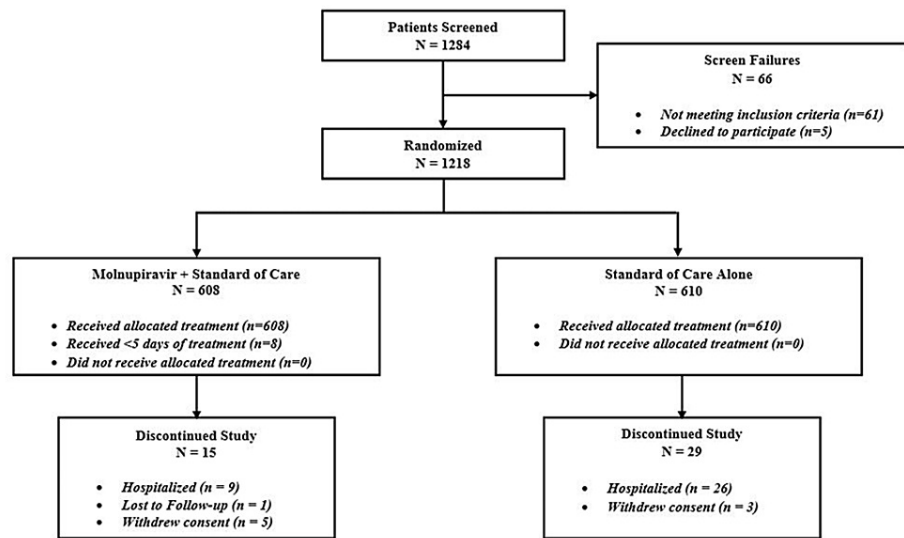 Patients Screened
N = 1284
Screen Failures
N = 66
• Not meeting inclusion criteria (n=61)
• Declined to participate (n=5)
Randomized
N = 1218
Molnupiravir + Standard of Care
N = 608
• Received allocated treatment (n=608)
• Received <5 days of treatment (n=8)
• Did not receive allocated treatment (n=0)
Standard of Care Alone
N = 610
• Received allocated treatment (n=610)
• Did not receive allocated treatment (n=0)
Discontinued Study
N = 15
• Hospitalized (n = 9)
• Lost to Follow-up (n = 1)
• Withdrew consent (n = 5)
Discontinued Study
N = 29
• Hospitalized (n = 26)
• Withdrew consent (n = 3)